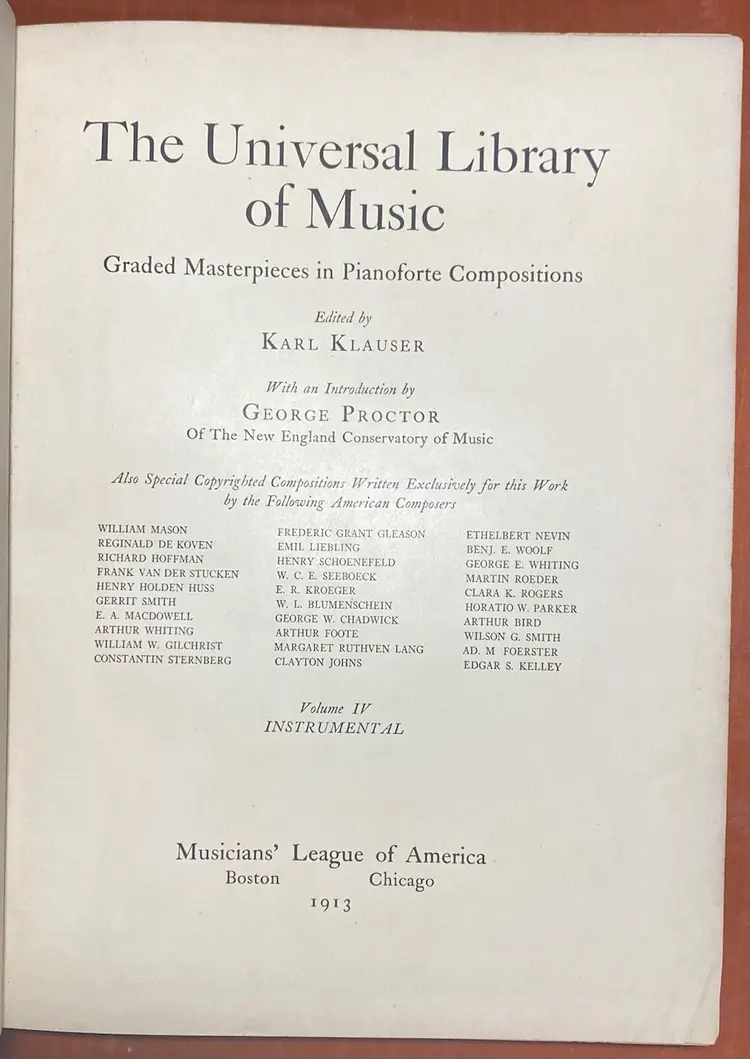 The Universal Library
of Music
Graded Masterpieces in Pianoforte Compositions
Edited by
KARL KLAUSER
With an Introduction by
GEORGE PROCTOR
Of The New England Conservatory of Music
Also Special Copyrighted Compositions Written Exclusively for this Work
by the Following American Composers
WILLIAM MASON
REGINALD DE KOVEN
RICHARD HOFFMAN
FRANK VAN DER STUCKEN
HENRY HOLDEN HUSS
GERRIT SMITH
E. A. MACDOWELL
ARTHUR WHITING
WILLIAM W. GILCHRIST
CONSTANTIN STERNBERG
FREDERIC GRANT GLEASON
EMIL LIEBLING
HENRY SCHOENEFELD
W. C. E. SEEBOECK
E. R. KROEGER
W. L. BLUMENSCHEIN
GEORGE W. CHADWICK
ARTHUR FOOTE
MARGARET RUTHVEN LANG
CLAYTON JOHNS
ETHELBERT NEVIN
BENJ. E. WOOLF
GEORGE E. WHITING
MARTIN ROEDER
CLARA K. ROGERS
HORATIO W. PARKER
ARTHUR BIRD
WILSON G. SMITH
AD. M FOERSTER
EDGAR S. KELLEY
Volume IV
INSTRUMENTAL
Musicians' League of America
Boston Chicago
1913